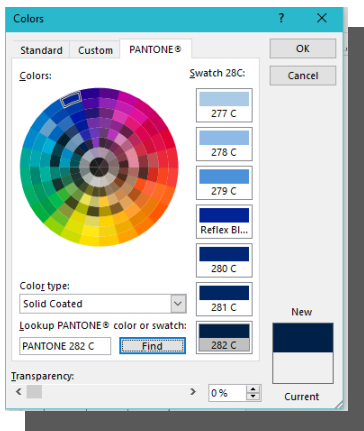 Colors
? ×
Standard Custom PANTONE®
OK
Cancel
Colors:
Swatch 28C:
277 C
278 C
279 C
Reflex Bl...
280 C
281 C
282 C
Color type:
Solid Coated
Lookup PANTONE® color or swatch:
PANTONE 282 C
Find
New
Current
Transparency:
< > 0 %